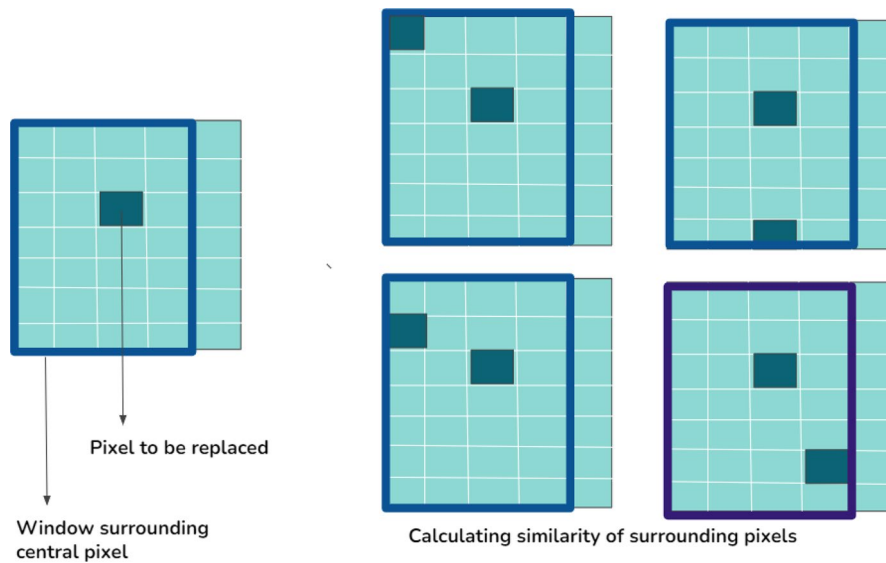 Pixel to be replaced
Window surrounding
central pixel
Calculating similarity of surrounding pixels